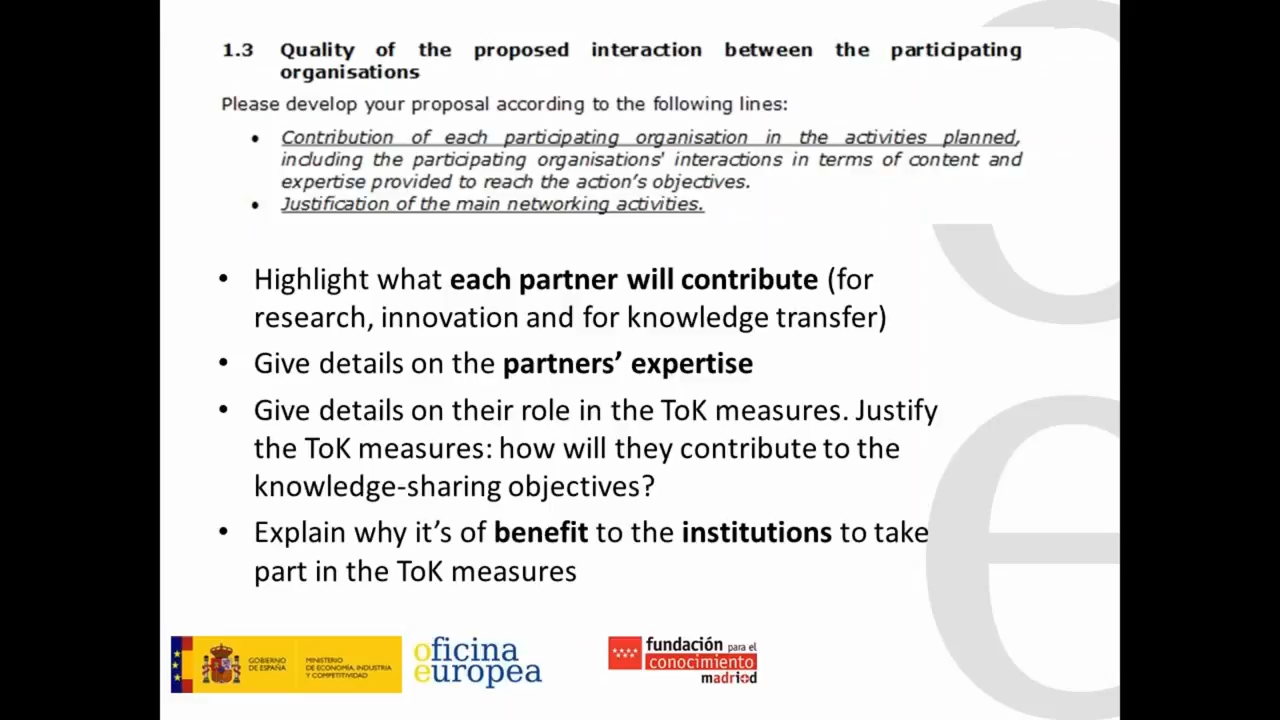 1.3 Quality of the proposed interaction between the participating
organisations
Please develop your proposal according to the following lines:
• Contribution of each participating organisation in the activities planned,
including the participating organisations' interactions in terms of content and
expertise provided to reach the action's objectives.
• Justification of the main networking activities.
• Highlight what each partner will contribute (for
research, innovation and for knowledge transfer)
• Give details on the partners’ expertise
• Give details on their role in the ToK measures. Justify
the ToK measures: how will they contribute to the
knowledge-sharing objectives?
• Explain why it’s of benefit to the institutions to take
part in the ToK measures
GOBIERNO
DE ESPAÑA
MINISTERIO
DE ECONOMÍA, INDUSTRIA
Y COMPETITIVIDAD
oficina
europea
fundación para el
conocimiento
madri+d